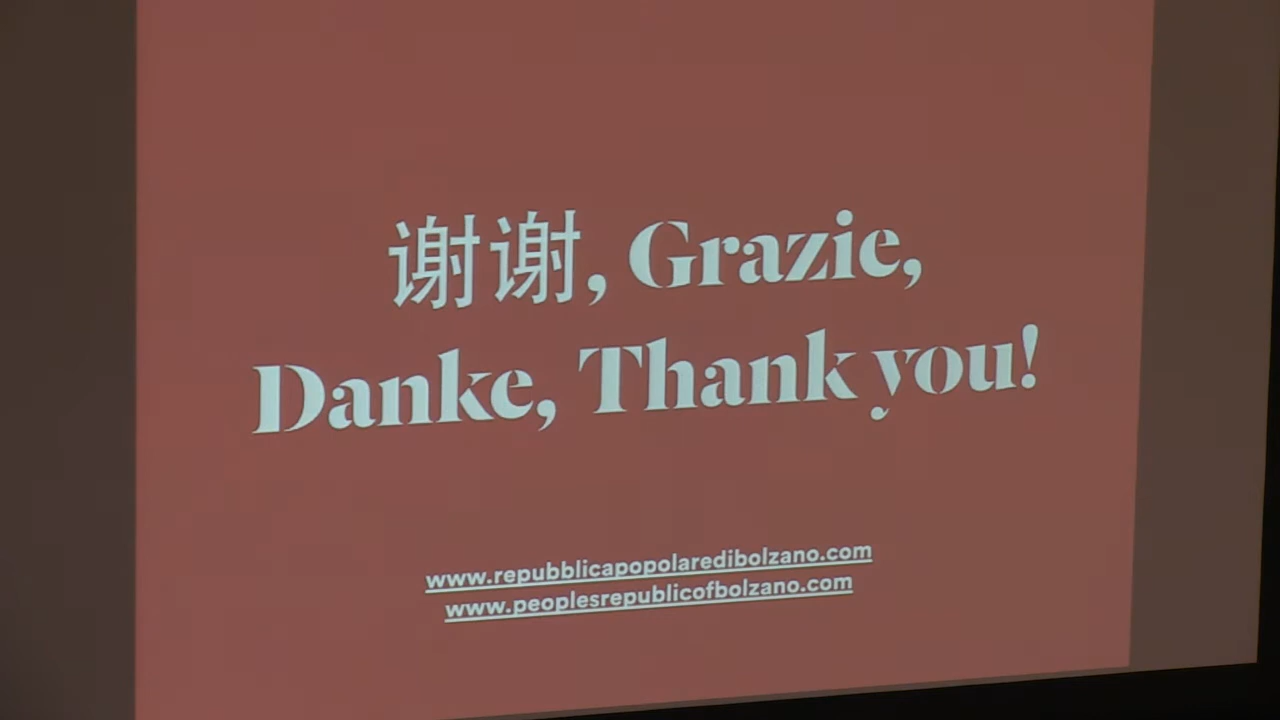 谢谢, Grazie,
Danke, Thank you!
www.repubblicapopolaredibolzano.com
www.peoplesrepublicofbolzano.com